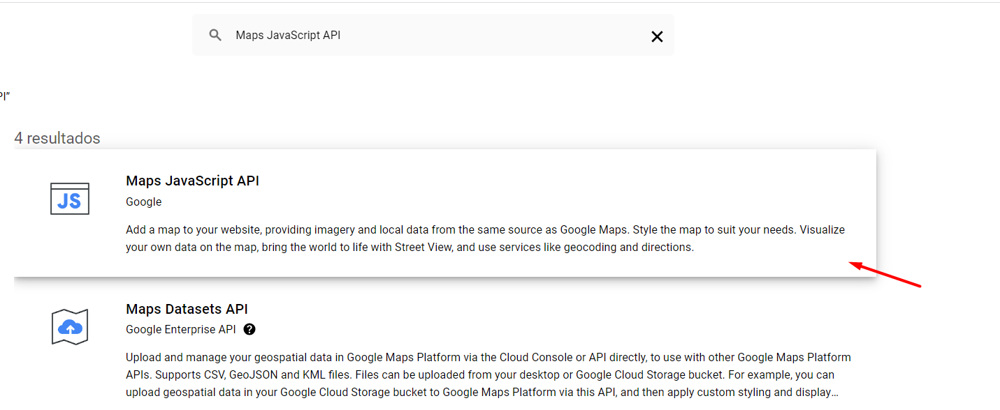 Maps JavaScript API
PI"
4 resultados
Maps JavaScript API
JS
Google
Add a map to your website, providing imagery and local data from the same source as Google Maps. Style the map to suit your needs. Visualize
your own data on the map, bring the world to life with Street View, and use services like geocoding and directions.
Maps Datasets API
Google Enterprise API ?
Upload and manage your geospatial data in Google Maps Platform via the Cloud Console or API directly, to use with other Google Maps Platform
APIs. Supports CSV, GeoJSON and KML files. Files can be uploaded from your desktop or Google Cloud Storage bucket. For example, you can
upload geospatial data in your Google Cloud Storage bucket to Google Maps Platform via this API, and then apply custom styling and display…